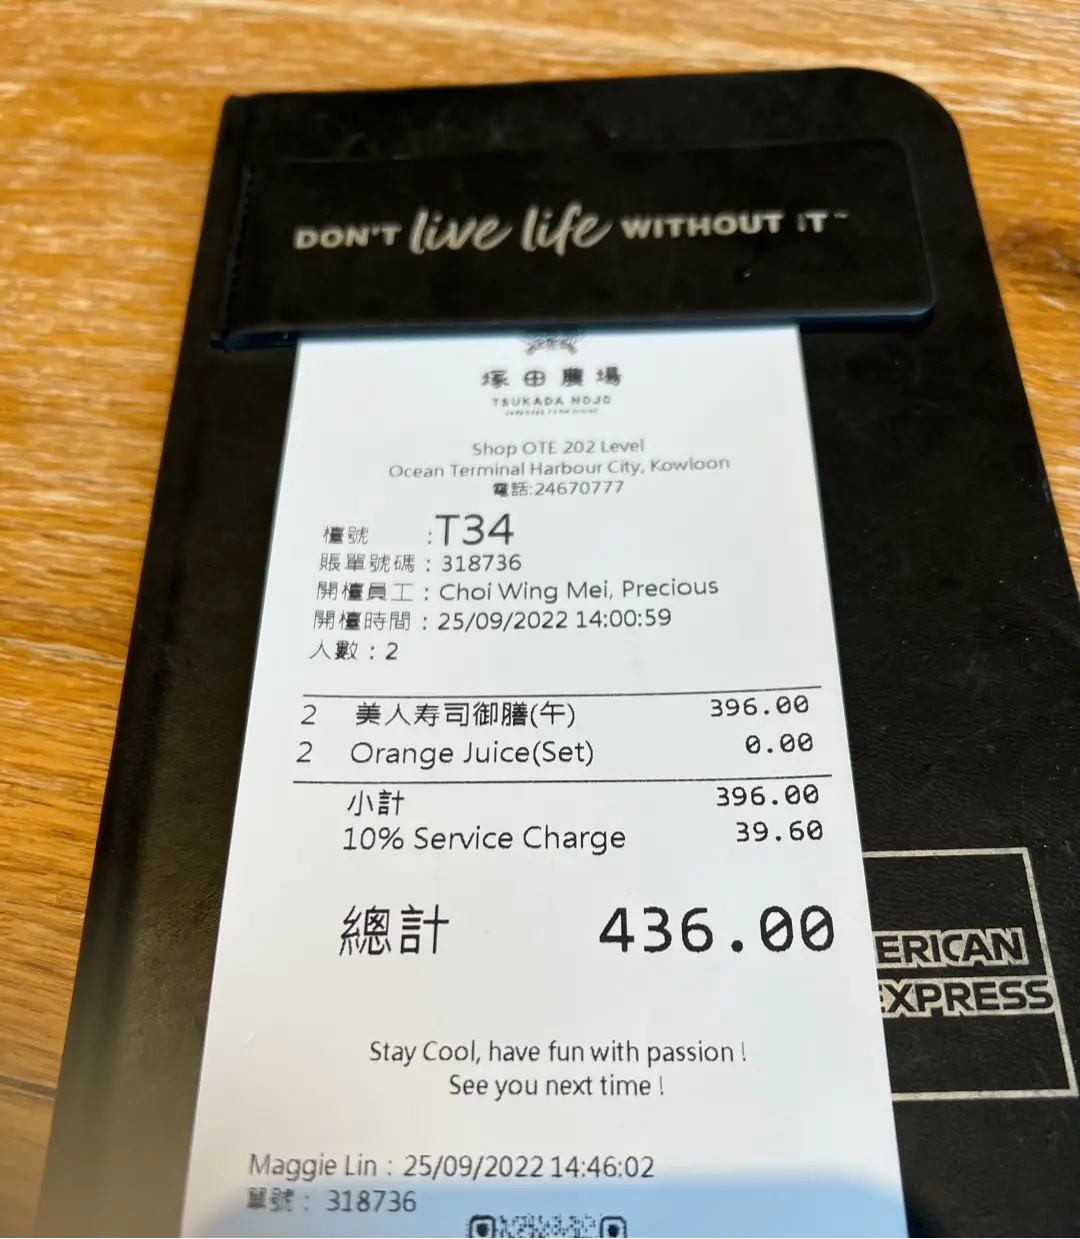 DON'T live life WITHOUT IT™
塚田農場
TSUKADA NOJO
Shop OTE 202 Level
Ocean Terminal Harbour City, Kowloon
電話:24670777
檯號 :T34
賬單號碼 : 318736
開檯員工 : Choi Wing Mei, Precious
開檯時間 : 25/09/2022 14:00:59
人數 : 2
2 美人寿司御膳(午) 396.00
2 Orange Juice(Set) 0.00
小計 396.00
10% Service Charge 39.60
總計 436.00
ERICAN
EXPRESS
Stay Cool, have fun with passion !
See you next time !
Maggie Lin : 25/09/2022 14:46:02
單號 : 318736